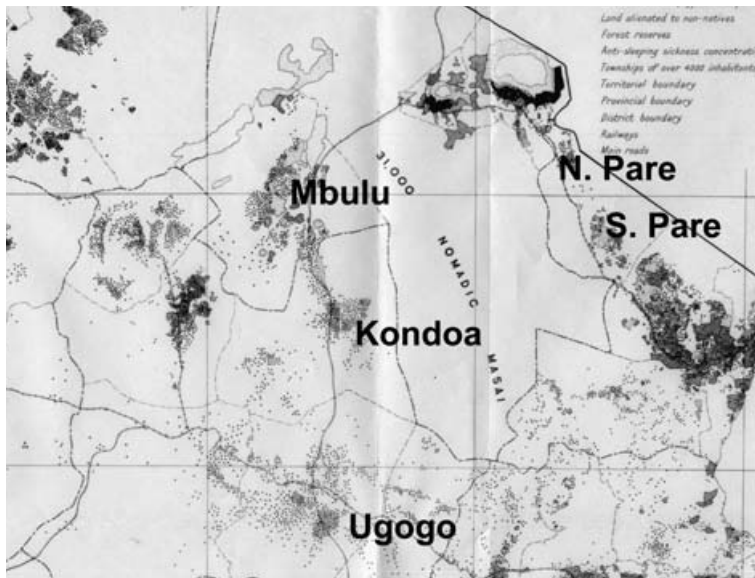 Land alienated to non-natives
Forest reserves
Anti-sleeping sickness concentrat
Townships of over 4000 inhabitants
Territorial boundary
Provincial boundary
District boundary
Railways
Main roads
N. Pare
Mbulu
31,000
S. Pare
NOMADIC
Kondoa
MASAI
Ugogo